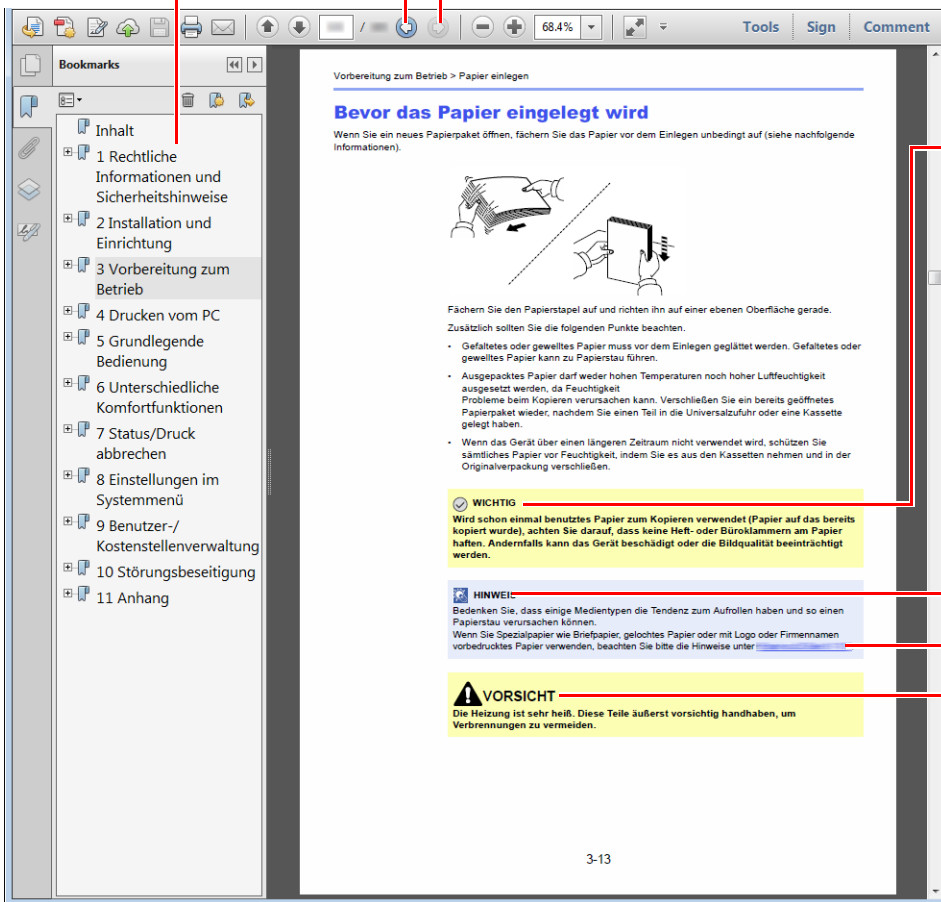 68.4%
Tools
Sign
Comment
Bookmarks
Inhalt
1 Rechtliche
Informationen und
Sicherheitshinweise
2 Installation und
Einrichtung
3 Vorbereitung zum
Betrieb
4 Drucken vom PC
5 Grundlegende
Bedienung
6 Unterschiedliche
Komfortfunktionen
7 Status/Druck
abbrechen
8 Einstellungen im
Systemmenü
9 Benutzer-/
Kostenstellenverwaltung
10 Störungsbeseitigung
11 Anhang
Vorbereitung zum Betrieb > Papier einlegen
Bevor das Papier eingelegt wird
Wenn Sie ein neues Papierpaket öffnen, fächern Sie das Papier vor dem Einlegen unbedingt auf (siehe nachfolgende
Informationen).
Fächern Sie den Papierstapel auf und richten ihn auf einer ebenen Oberfläche gerade.
Zusätzlich sollten Sie die folgenden Punkte beachten.
• Gefaltetes oder gewelltes Papier muss vor dem Einlegen geglättet werden. Gefaltetes oder
gewelltes Papier kann zu Papierstau führen.
• Ausgepacktes Papier darf weder hohen Temperaturen noch hoher Luftfeuchtigkeit
ausgesetzt werden, da Feuchtigkeit
Probleme beim Kopieren verursachen kann. Verschließen Sie ein bereits geöffnetes
Papierpaket wieder, nachdem Sie einen Teil in die Universalzufuhr oder eine Kassette
gelegt haben.
• Wenn das Gerät über einen längeren Zeitraum nicht verwendet wird, schützen Sie
sämtliches Papier vor Feuchtigkeit, indem Sie es aus den Kassetten nehmen und in der
Originalverpackung verschließen.
WICHTIG
Wird schon einmal benutztes Papier zum Kopieren verwendet (Papier auf das bereits
kopiert wurde), achten Sie darauf, dass keine Heft- oder Büroklammern am Papier
haften. Andernfalls kann das Gerät beschädigt oder die Bildqualität beeinträchtigt
werden.
HINWEIS
Bedenken Sie, dass einige Medientypen die Tendenz zum Aufrollen haben und so einen
Papierstau verursachen können.
Wenn Sie Spezialpapier wie Briefpapier, gelochtes Papier oder mit Logo oder Firmennamen
vorbedrucktes Papier verwenden, beachten Sie bitte die Hinweise unter
VORSICHT
Die Heizung ist sehr heiß. Diese Teile äußerst vorsichtig handhaben, um
Verbrennungen zu vermeiden.
3-13